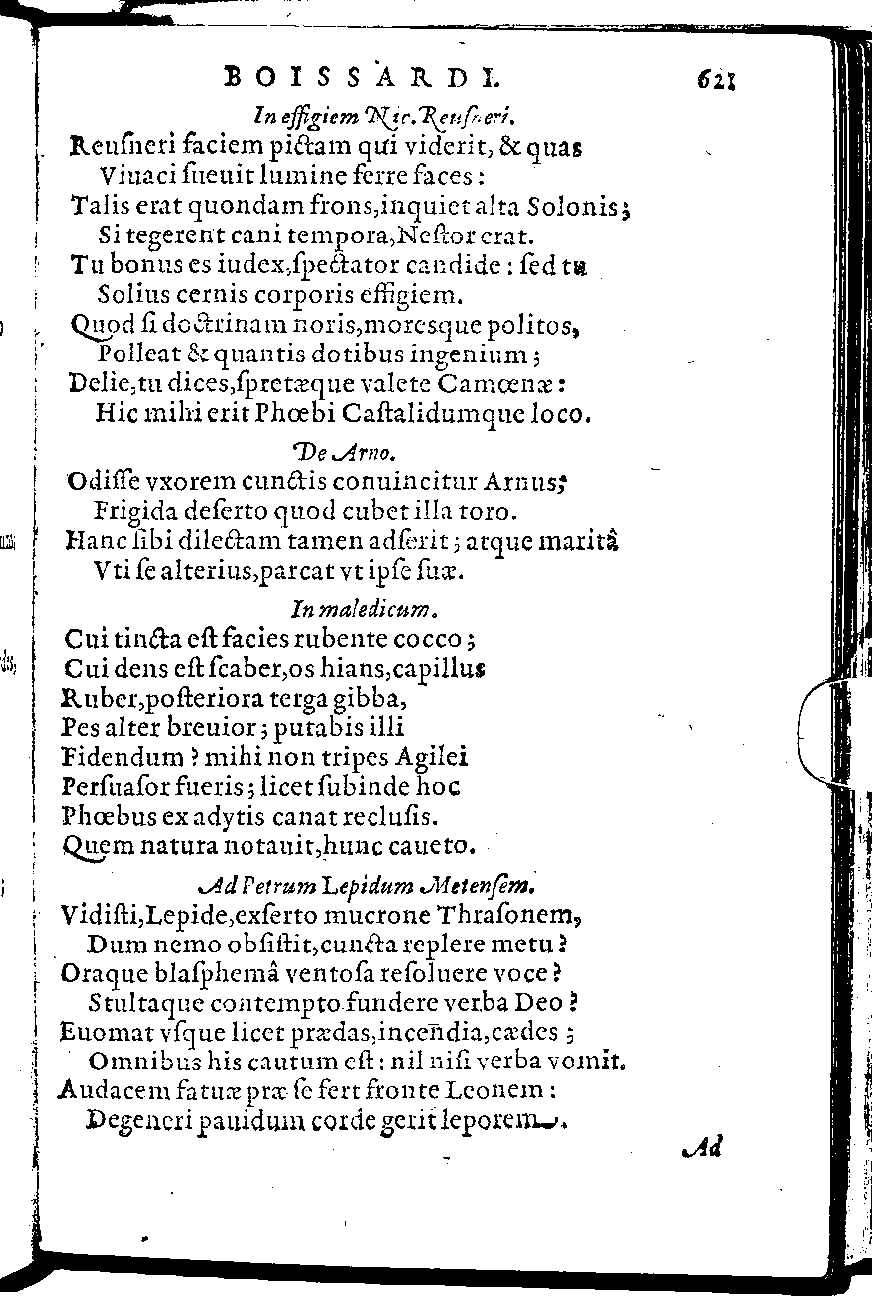 BOISSARDI. 621
In effigiem Nic. Reuſneri.
Reuſneri faciem pictam qui viderit, & quas
Viuaci ſueuit lumine ferre faces:
Talis erat quondam frons, inquiet alta Solonis;
Si tegerent cani tempora, Neſtor erat.
Tu bonus es iudex, ſpectator candide: ſed tu
Solius cernis corporis effigiem.
Quod ſi doctrinam noris, moresque politos,
Polleat & quantis dotibus ingenium;
Delie, tu dices, ſpretæque valete Camœnæ:
Hic mihi erit Phœbi Caſtalidumque loco.
De Arno.
Odiſſe vxorem cunctis conuincitur Arnus;
Frigida deſerto quod cubet illa toro.
Hanc ſibi dilectam tamen adſerit; atque maritâ
Vti ſe alterius, parcat vt ipſe ſuæ.
In maledicum.
Cui tincta eſt facies rubente cocco;
Cui dens eſt ſcaber, os hians, capillus
Ruber, poſteriora terga gibba,
Pes alter breuior; putabis illi
Fidendum? mihi non tripes Agilei
Perſuaſor fueris; licet ſubinde hoc
Phœbus ex adytis canat recluſis.
Quem natura notauit, hunc caueto.
Ad Petrum Lepidum Metenſem.
Vidiſti, Lepide, exſerto mucrone Thraſonem,
Dum nemo obſiſtit, cuncta replere metu?
Oraque blaſphemâ ventoſa reſoluere voce?
Stultaque contempto fundere verba Deo?
Euomat vſque licet prædas, incendia, cædes;
Omnibus his cautum eſt: nil niſi verba vomit.
Audacem fatuæ præ ſe fert fronte Leonem:
Degeneri pauidum corde gerit leporem.
Ad